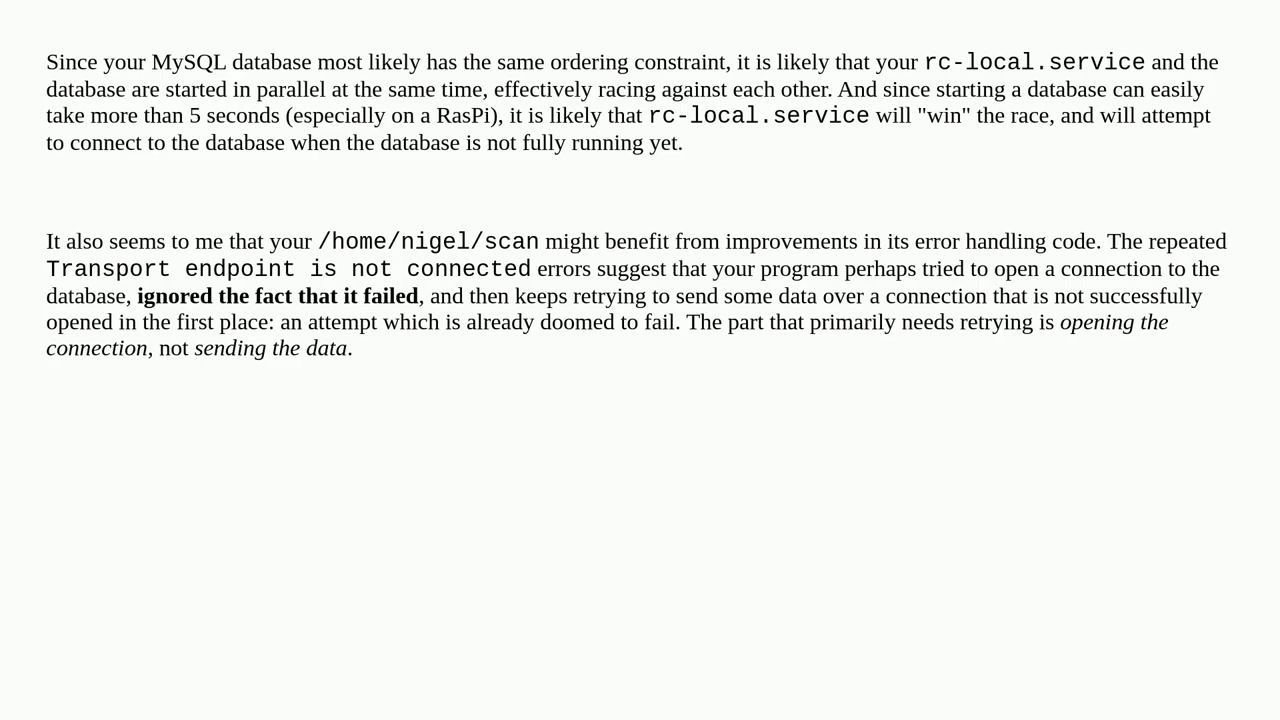 Since your MySQL database most likely has the same ordering constraint, it is likely that your rc-local.service and the
database are started in parallel at the same time, effectively racing against each other. And since starting a database can easily
take more than 5 seconds (especially on a RasPi), it is likely that rc-local.service will "win" the race, and will attempt
to connect to the database when the database is not fully running yet.
It also seems to me that your /home/nigel/scan might benefit from improvements in its error handling code. The repeated
Transport endpoint is not connected errors suggest that your program perhaps tried to open a connection to the
database, ignored the fact that it failed, and then keeps retrying to send some data over a connection that is not successfully
opened in the first place: an attempt which is already doomed to fail. The part that primarily needs retrying is opening the
connection, not sending the data.